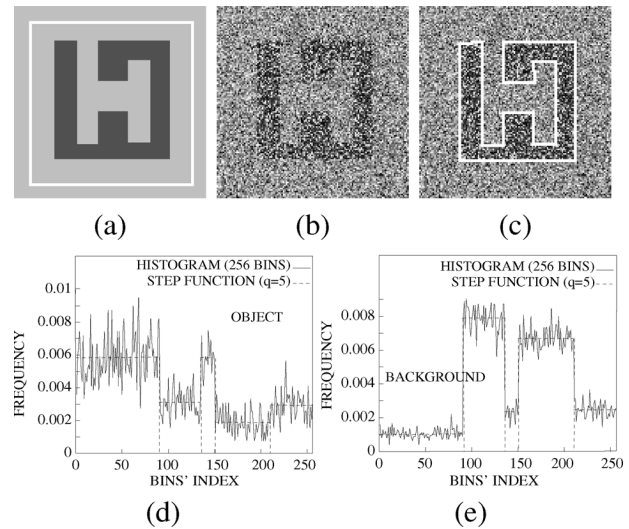 (a)
(b)
(c)
HISTOGRAM (256 BINS)
STEP FUNCTION (q=5)
OBJECT
FREQUENCY
0.01
0.008
0.006
0.004
0.002
0
0
50
100
150
200
250
BINS' INDEX
(d)
HISTOGRAM (256 BINS)
STEP FUNCTION (q=5)
BACKGROUND
FREQUENCY
0.008
0.006
0.004
0.002
0
0
50
100
150
200
250
BINS' INDEX
(e)